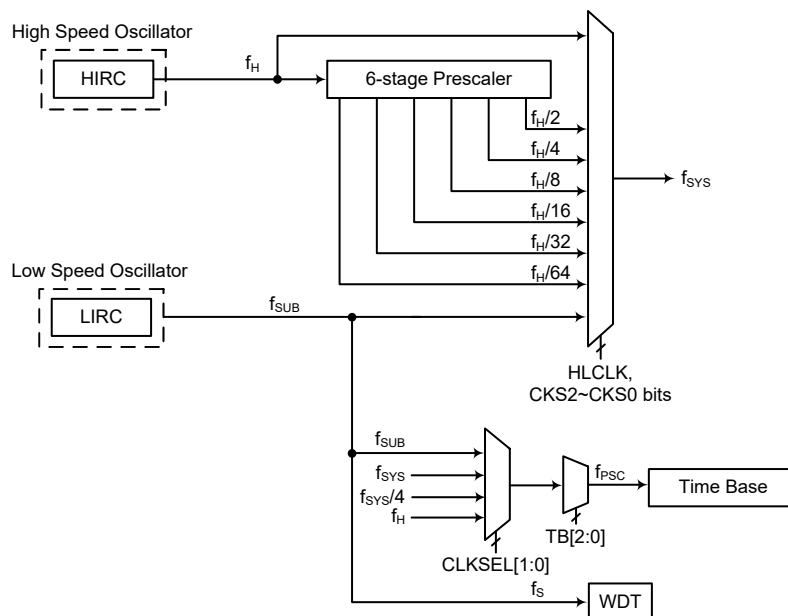 High Speed Oscillator
HIRC
fH
6-stage Prescaler
fH/2
fH/4
fH/8
fH/16
fH/32
fH/64
fSYS
Low Speed Oscillator
LIRC
fSUB
HLCLK,
CKS2~CKS0 bits
fSUB
fSYS
fSYS/4
fH
CLKSEL[1:0]
fPSC
TB[2:0]
Time Base
fS
WDT